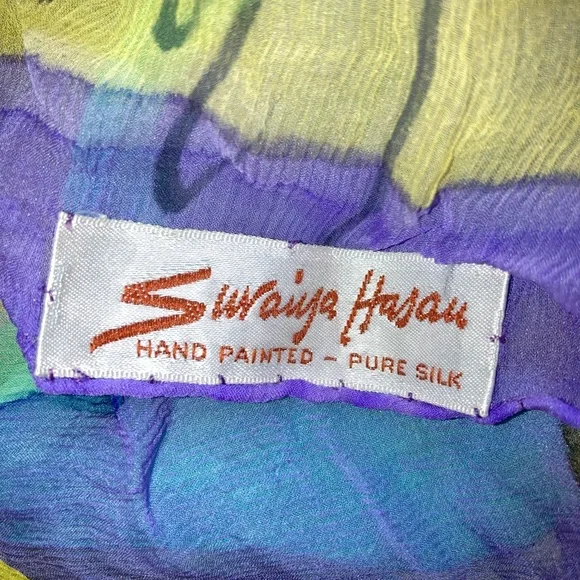 Suraiya Hasan
HAND PAINTED - PURE SILK